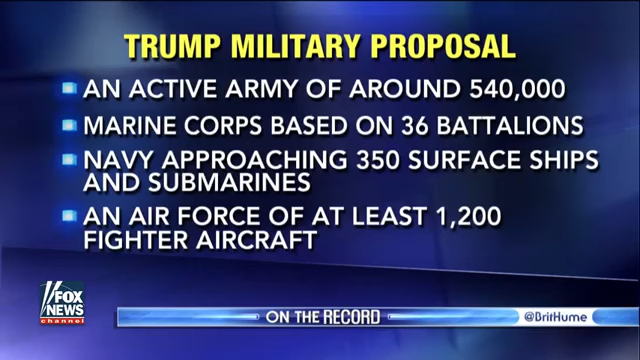 TRUMP MILITARY PROPOSAL
AN ACTIVE ARMY OF AROUND 540,000
MARINE CORPS BASED ON 36 BATTALIONS
NAVY APPROACHING 350 SURFACE SHIPS
AND SUBMARINES
AN AIR FORCE OF AT LEAST 1,200
FIGHTER AIRCRAFT
FOX
NEWS
channel
ON THE RECORD
@BritHume